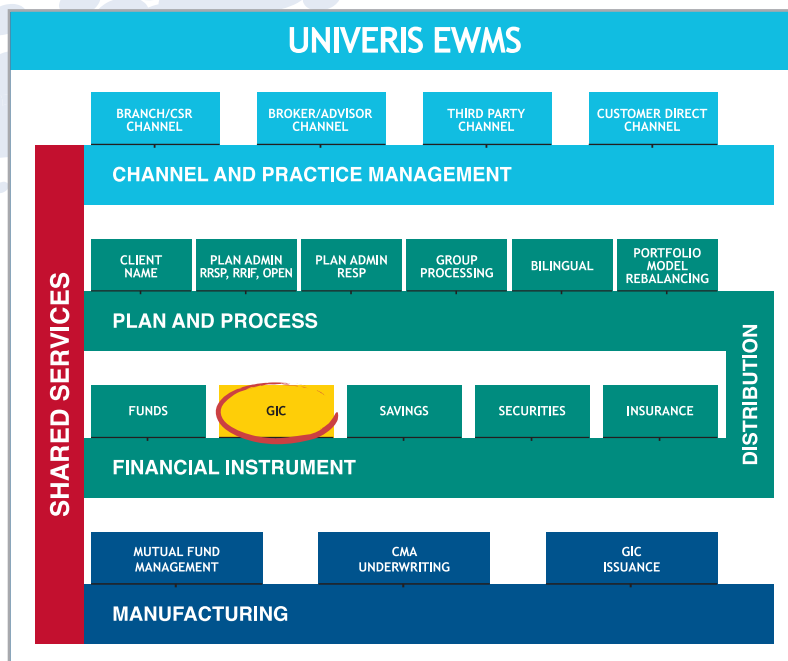 UNIVERIS EWMS
BRANCH/CSR
CHANNEL
BROKER/ADVISOR
CHANNEL
THIRD PARTY
CHANNEL
CUSTOMER DIRECT
CHANNEL
CHANNEL AND PRACTICE MANAGEMENT
SHARED SERVICES
CLIENT
NAME
PLAN ADMIN
RRSP, RRIF, OPEN
PLAN ADMIN
RESP
GROUP
PROCESSING
BILINGUAL
PORTFOLIO
MODEL
REBALANCING
PLAN AND PROCESS
DISTRIBUTION
FUNDS
GIC
SAVINGS
SECURITIES
INSURANCE
FINANCIAL INSTRUMENT
MUTUAL FUND
MANAGEMENT
CMA
UNDERWRITING
GIC
ISSUANCE
MANUFACTURING